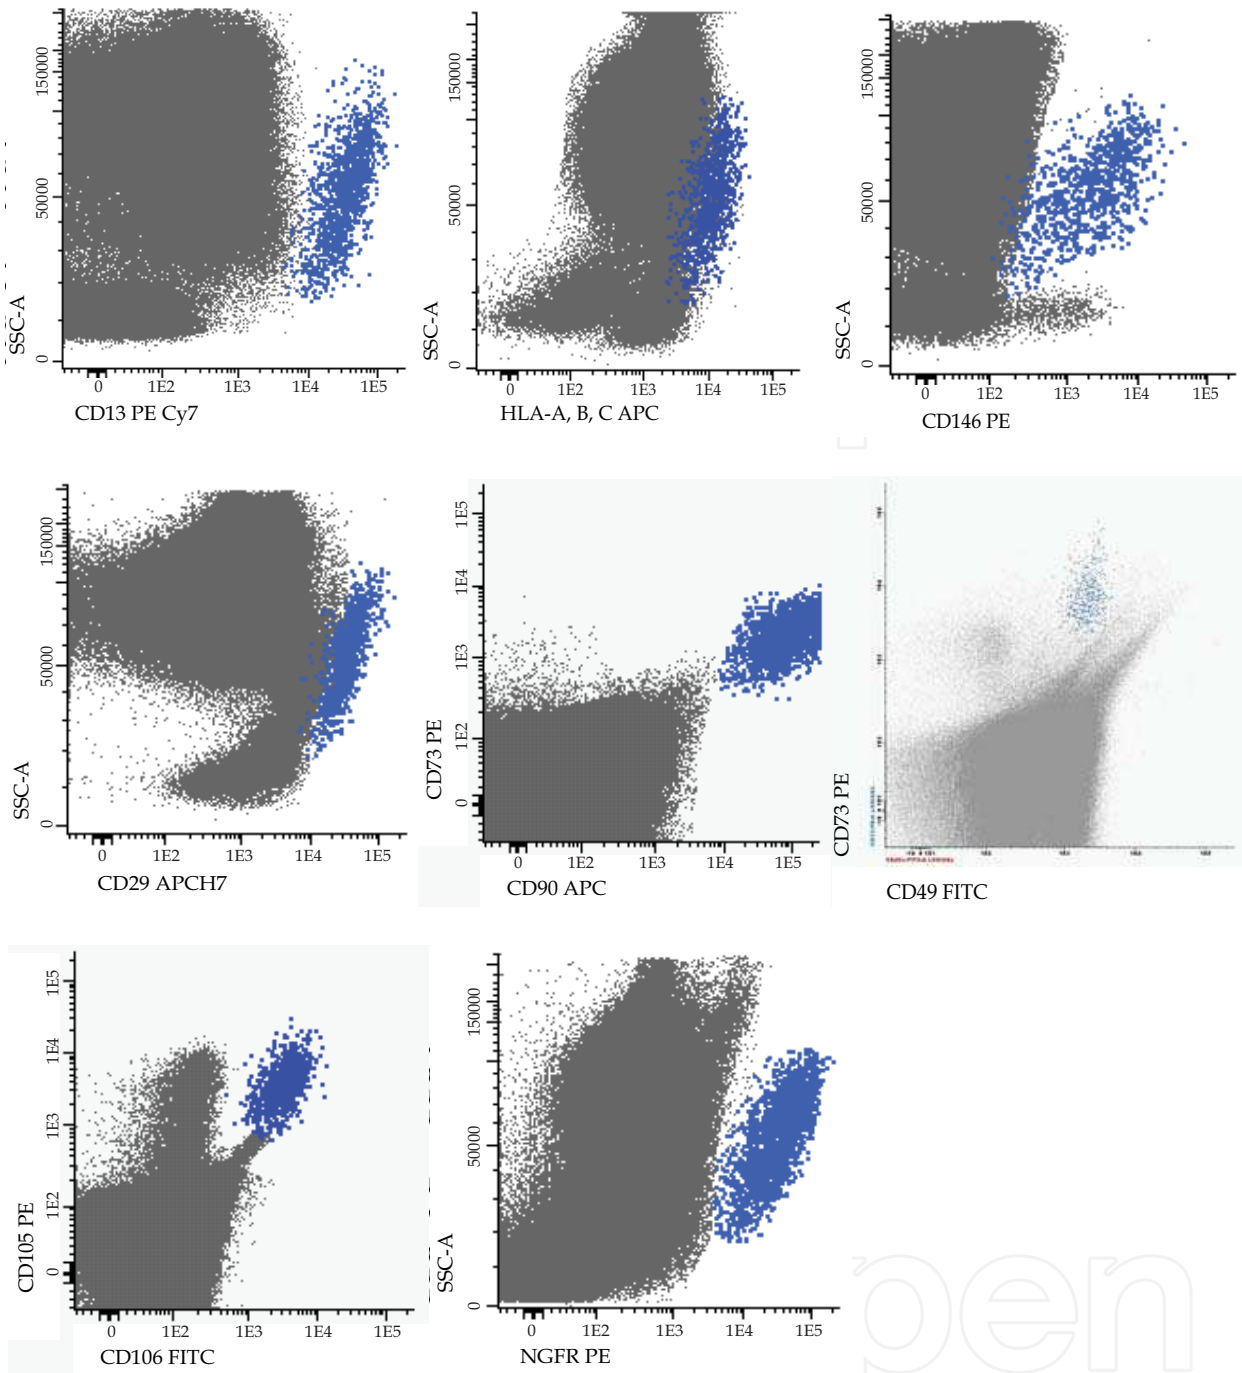 150000
50000
0
SSC-A
0 1E2 1E3 1E4 1E5
CD13 PE Cy7
150000
50000
0
SSC-A
0 1E2 1E3 1E4 1E5
HLA-A, B, C APC
150000
50000
0
SSC-A
0 1E2 1E3 1E4 1E5
CD146 PE
150000
50000
0
SSC-A
0 1E2 1E3 1E4 1E5
CD29 APCH7
1E5
1E4
1E3
1E2
0
CD73 PE
0 1E2 1E3 1E4 1E5
CD90 APC
CD73 PE
CD49 FITC
1E5
1E4
1E3
1E2
0
CD105 PE
0 1E2 1E3 1E4 1E5
CD106 FITC
150000
50000
0
SSC-A
0 1E2 1E3 1E4 1E5
NGFR PE
pen